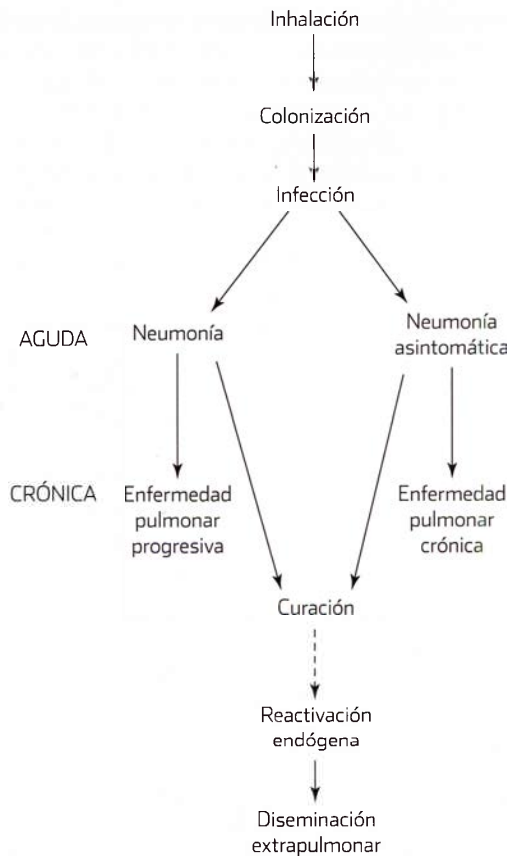 Inhalación
Colonización
Infección
AGUDA
Neumonía
Neumonía
asintomática
CRÓNICA
Enfermedad
pulmonar
progresiva
Enfermedad
pulmonar
crónica
Curación
Reactivación
endógena
Diseminación
extrapulmonar